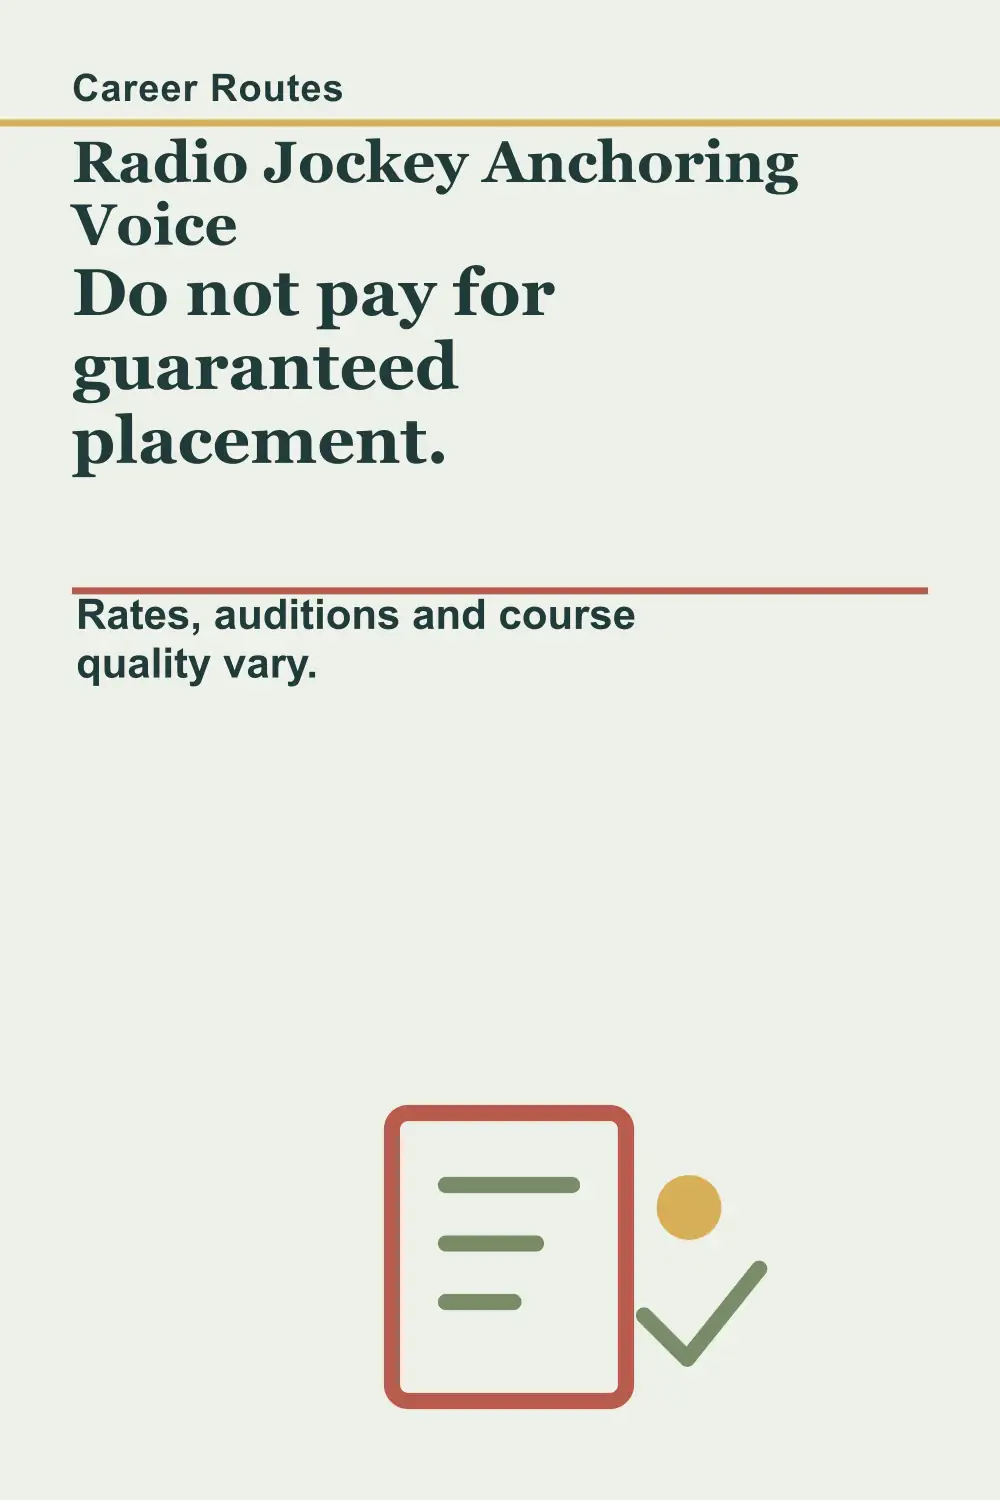 Career Routes
Radio Jockey Anchoring
Voice
Do not pay for
guaranteed
placement.
Rates, auditions and course
quality vary.